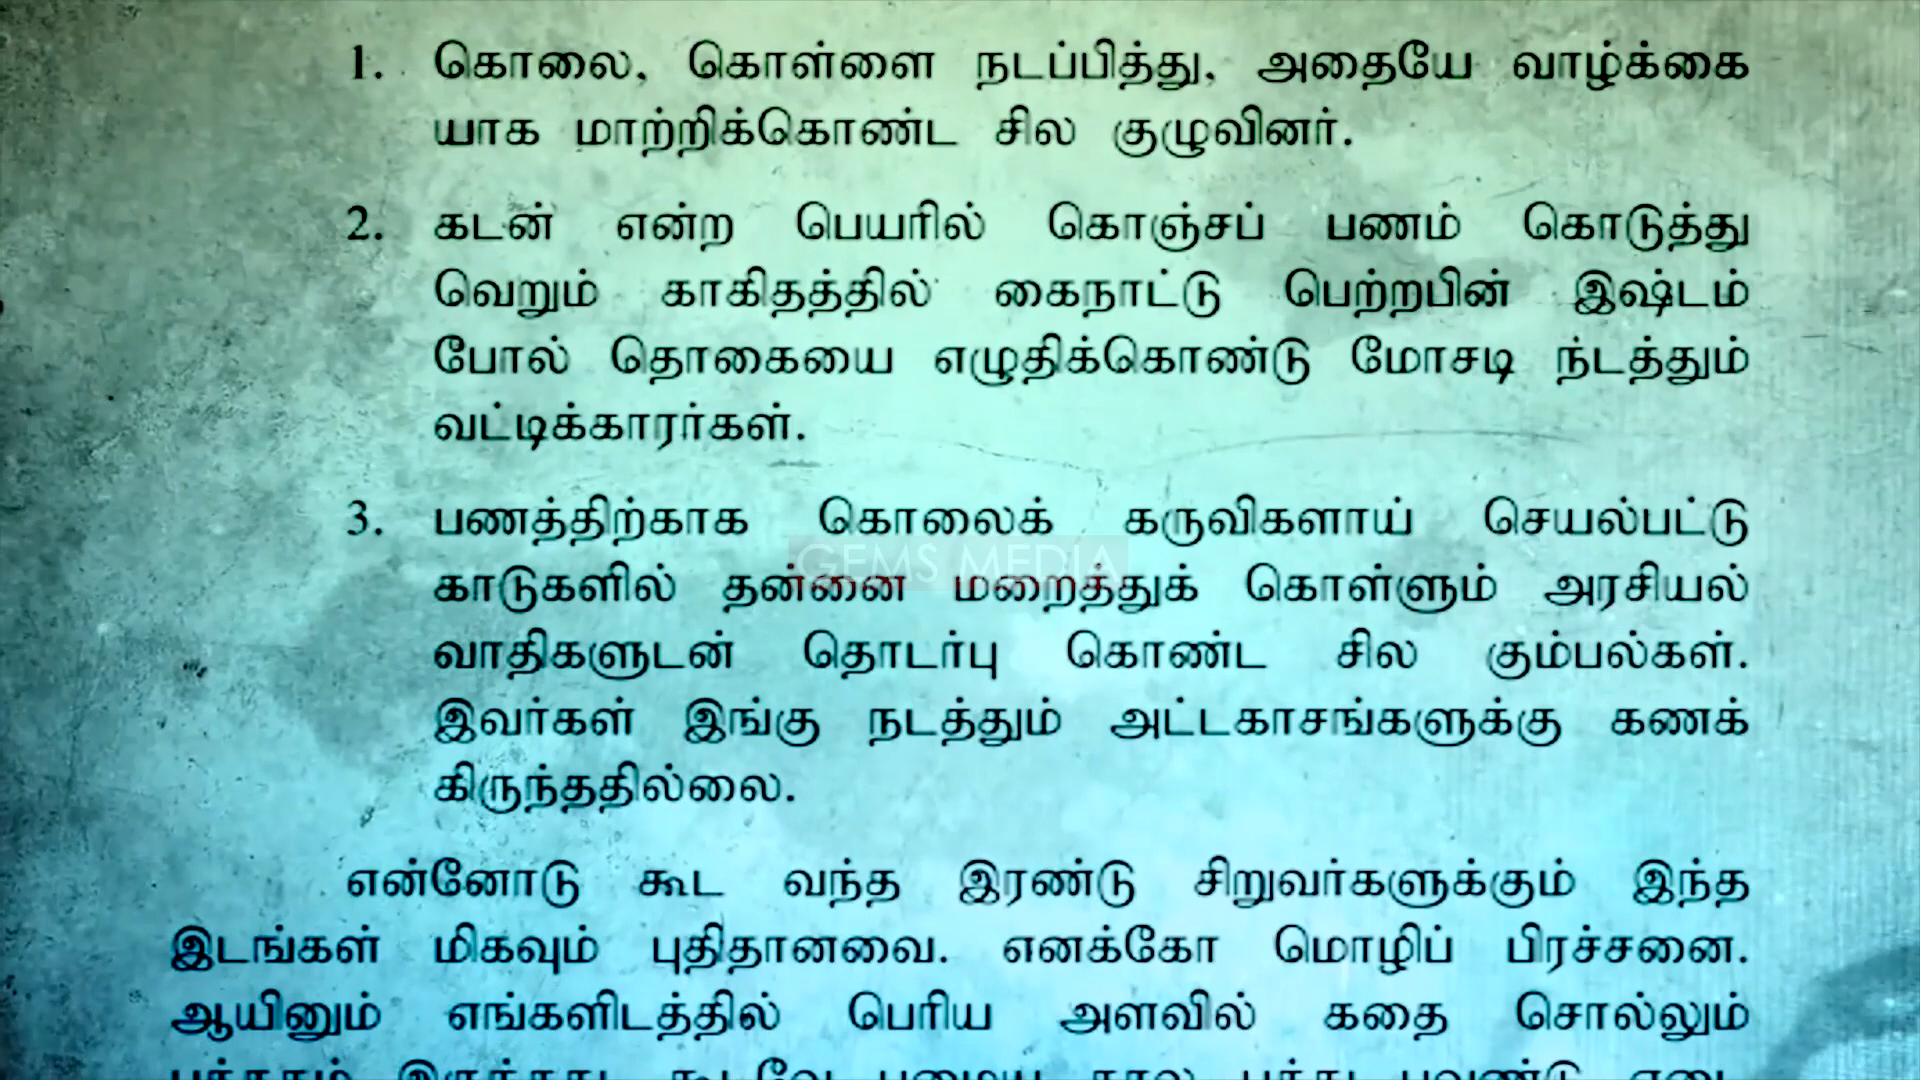 1. கொலை, கொள்ளை நடப்பித்து, அதையே வாழ்க்கை
யாக மாற்றிக்கொண்ட சில குழுவினர்.
2. கடன் என்ற பெயரில் கொஞ்சப் பணம் கொடுத்து
வெறும் காகிதத்தில் கைநாட்டு பெற்றபின் இஷ்டம்
போல் தொகையை எழுதிக்கொண்டு மோசடி நடத்தும்
வட்டிக்காரர்கள்.
3. பணத்திற்காக கொலைக் கருவிகளாய் செயல்பட்டு
GEMS MEDIA
காடுகளில் தன்னை மறைத்துக் கொள்ளும் அரசியல்
வாதிகளுடன் தொடர்பு கொண்ட சில கும்பல்கள்.
இவர்கள் இங்கு நடத்தும் அட்டகாசங்களுக்கு கணக்
கிருந்ததில்லை.
என்னோடு கூட வந்த இரண்டு சிறுவர்களுக்கும் இந்த
இடங்கள் மிகவும் புதிதானவை. எனக்கோ மொழிப் பிரச்சனை.
ஆயினும் எங்களிடத்தில் பெரிய அளவில் கதை சொல்லும்